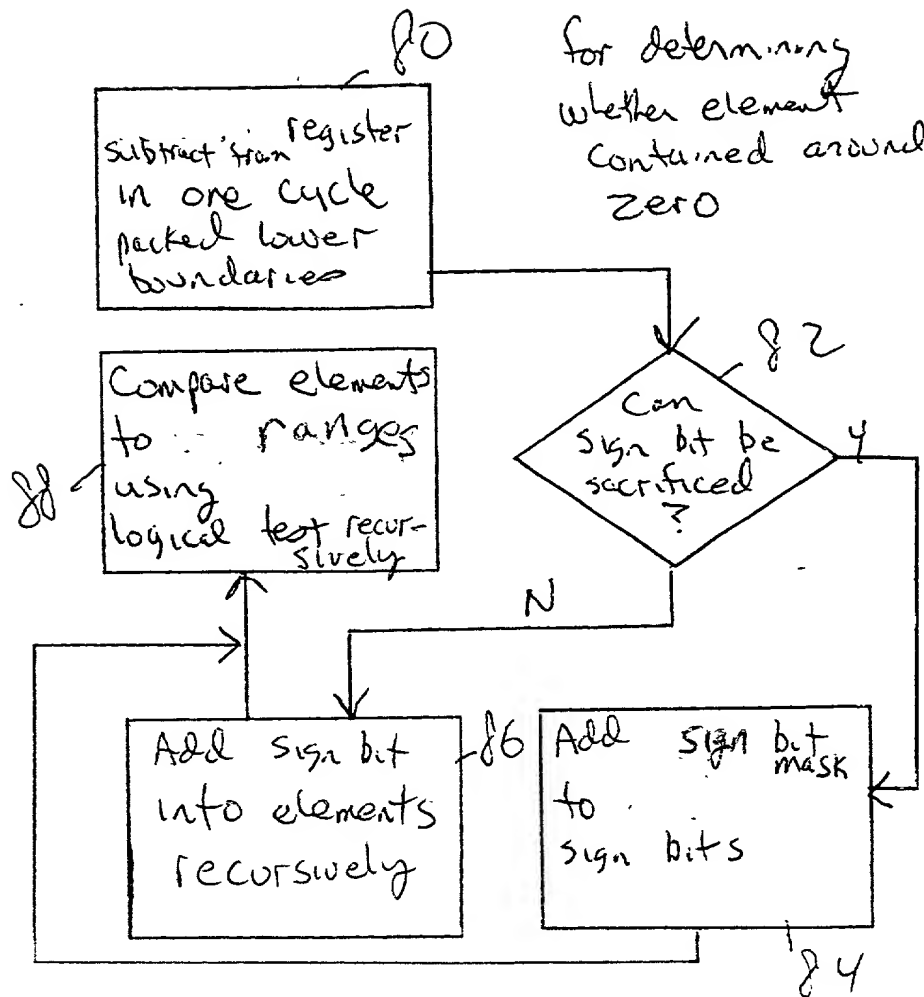 80
for determining
whether element
contained around
zero
subtract from register
in one cycle
packed lower
boundaries
82
Can
sign bit be
sacrificed
?
Y
N
Compare elements
to ranges
using
logical test recur-
sively
88
Add sign bit
into elements
recursively
86
Add sign bit
mask
to
sign bits
84